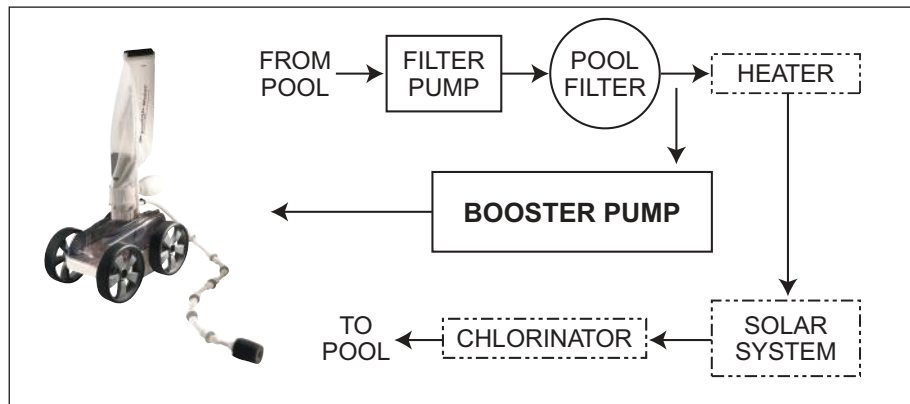 FROM
POOL
FILTER
PUMP
POOL
FILTER
HEATER
BOOSTER PUMP
TO
POOL
CHLORINATOR
SOLAR
SYSTEM